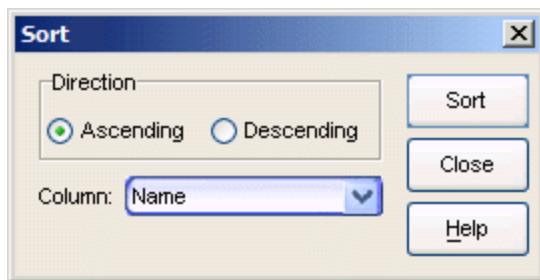 Sort
Direction
Ascending Descending
Sort
Close
Column: Name
Help